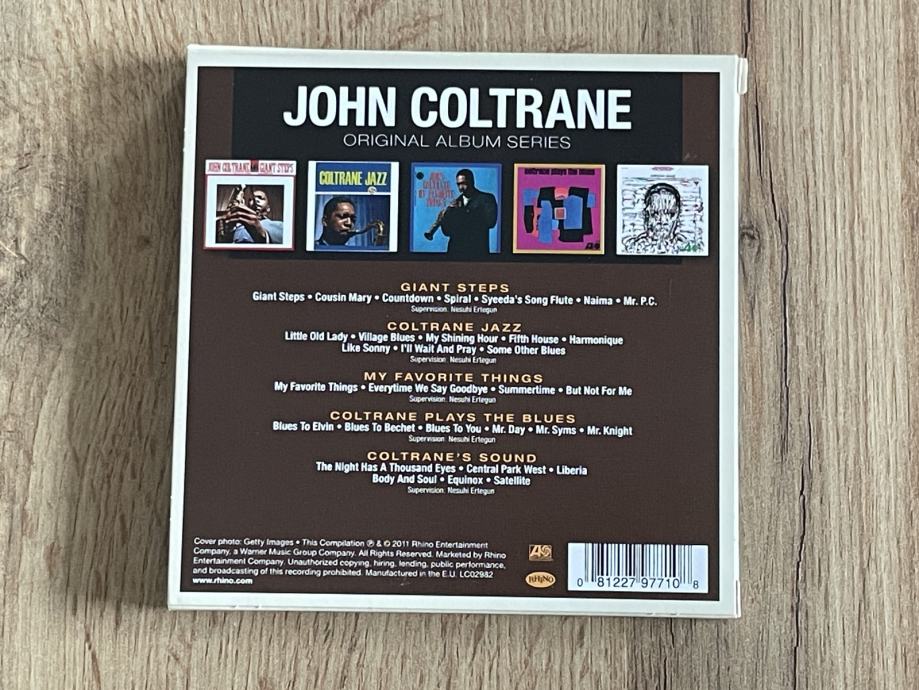 JOHN COLTRANE
ORIGINAL ALBUM SERIES
JOHN COLTRANE GIANT STEPS
COLTRANE JAZZ
JOHN
COLTRANE
MY FAVORITE
THINGS
coltrane plays the blues
GIANT STEPS
Giant Steps • Cousin Mary • Countdown • Spiral • Syeeda's Song Flute • Naima • Mr. P.C.
Supervision: Nesuhi Ertegun
COLTRANE JAZZ
Little Old Lady • Village Blues • My Shining Hour • Fifth House • Harmonique
Like Sonny • I'll Wait And Pray • Some Other Blues
Supervision: Nesuhi Ertegun
MY FAVORITE THINGS
My Favorite Things • Everytime We Say Goodbye • Summertime • But Not For Me
Supervision: Nesuhi Ertegun
COLTRANE PLAYS THE BLUES
Blues To Elvin • Blues To Bechet • Blues To You • Mr. Day • Mr. Syms • Mr. Knight
Supervision: Nesuhi Ertegun
COLTRANE'S SOUND
The Night Has A Thousand Eyes • Central Park West • Liberia
Body And Soul • Equinox • Satellite
Supervision: Nesuhi Ertegun
Cover photo: Getty Images • This Compilation ℗ & © 2011 Rhino Entertainment
Company, a Warner Music Group Company. All Rights Reserved. Marketed by Rhino
Entertainment Company. Unauthorized copying, hiring, lending, public performance,
and broadcasting of this recording prohibited. Manufactured in the E.U. LC02982
www.rhino.com
RHINO
0 81227 97710 8